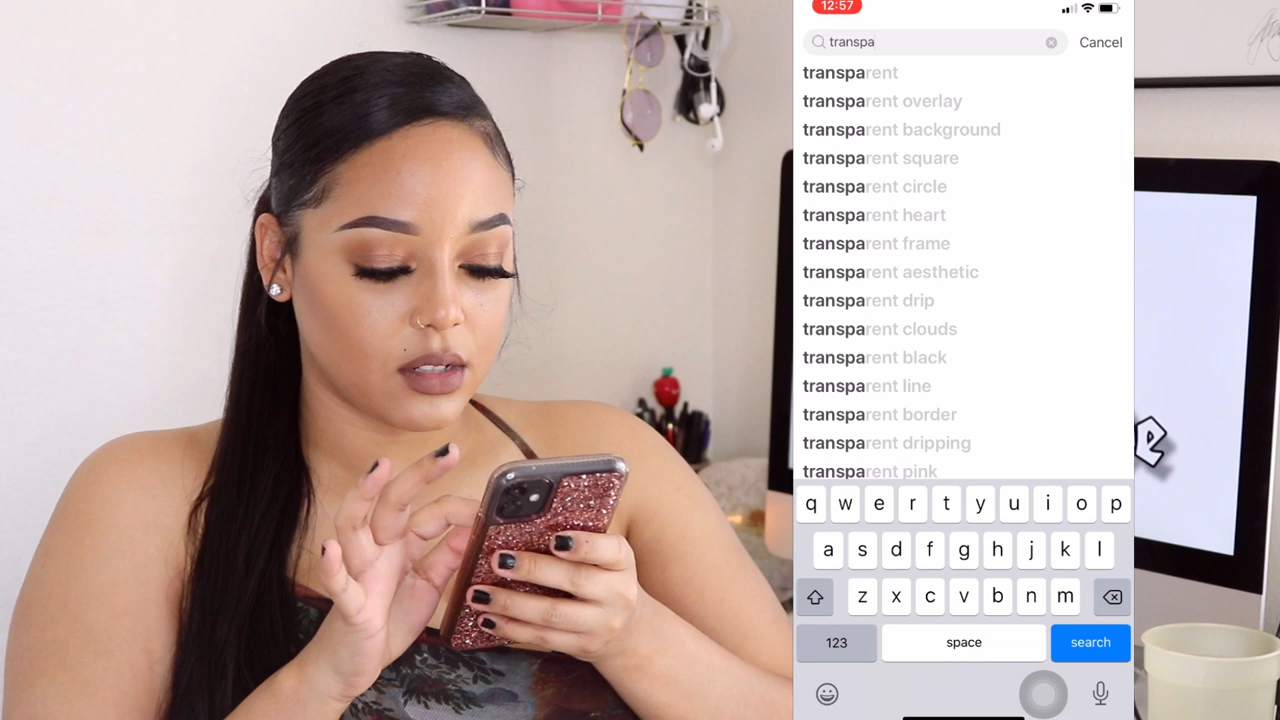 12:57
transpa
Cancel
transparent
transparent overlay
transparent background
transparent square
transparent circle
transparent heart
transparent frame
transparent aesthetic
transparent drip
transparent clouds
transparent black
transparent line
transparent border
transparent dripping
transparent pink
q w e r t y u i o p
a s d f g h j k l
z x c v b n m
123 space search